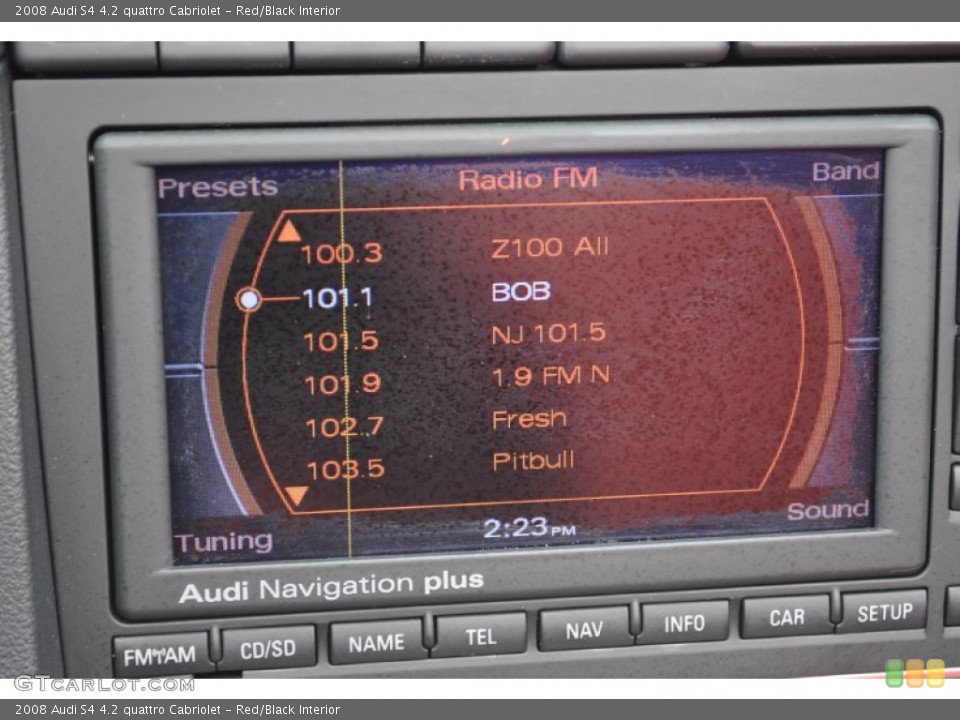 2008 Audi S4 4.2 quattro Cabriolet - Red/Black Interior
Presets
Radio FM
Band
100.3 Z100 All
101.1 BOB
101.5 NJ 101.5
101.9 1.9 FM N
102.7 Fresh
103.5 Pitbull
Tuning
2:23 PM
Sound
Audi Navigation plus
FM AM CD/SD NAME TEL NAV INFO CAR SETUP
GTCARLOT.COM
2008 Audi S4 4.2 quattro Cabriolet - Red/Black Interior